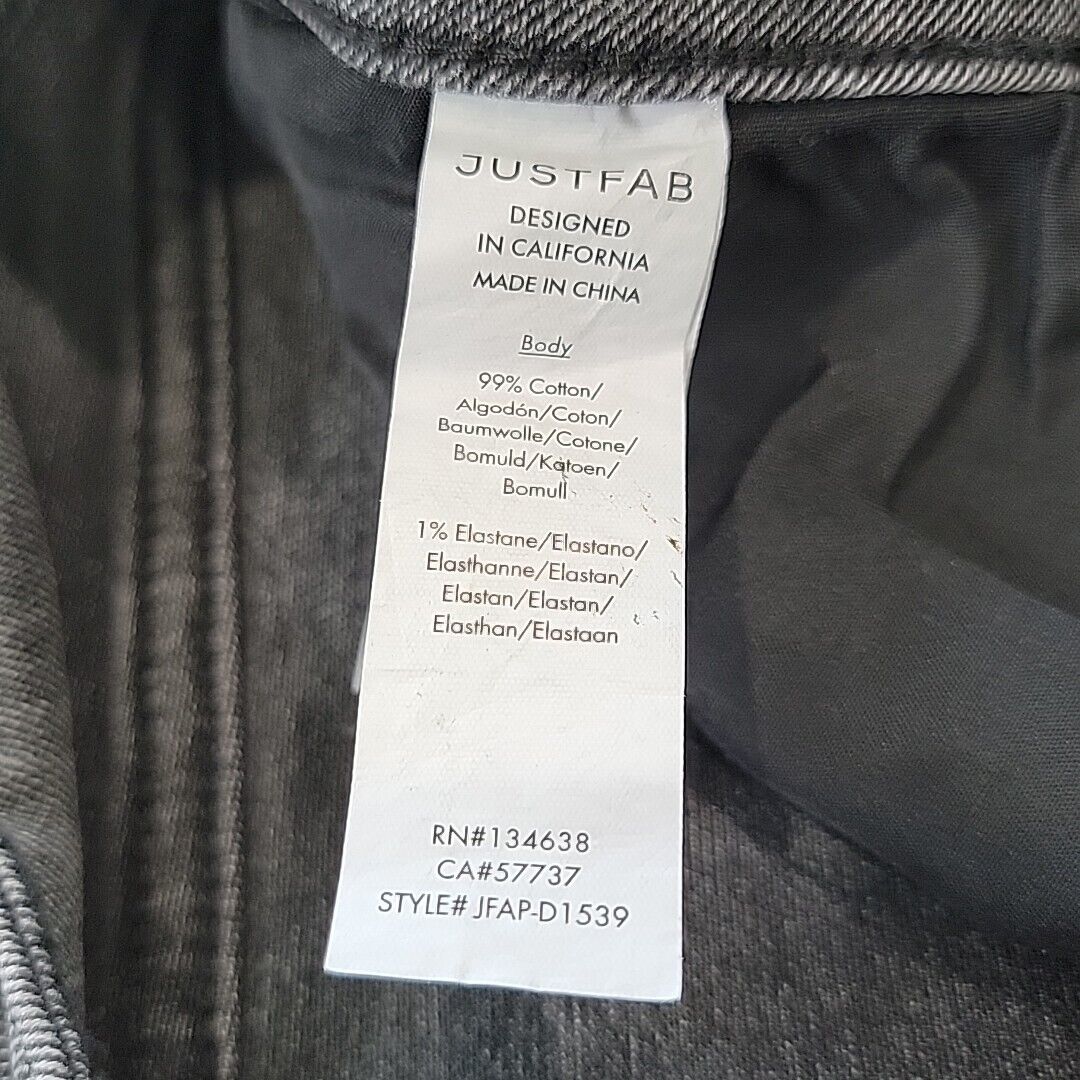 JUSTFAB
DESIGNED
IN CALIFORNIA
MADE IN CHINA
Body
99% Cotton/
Algodón/Coton/
Baumwolle/Cotone/
Bomuld/Katoen/
Bomull
1% Elastane/Elastano/
Elasthanne/Elastan/
Elastan/Elastan/
Elasthan/Elastaan
RN#134638
CA#57737
STYLE# JFAP-D1539